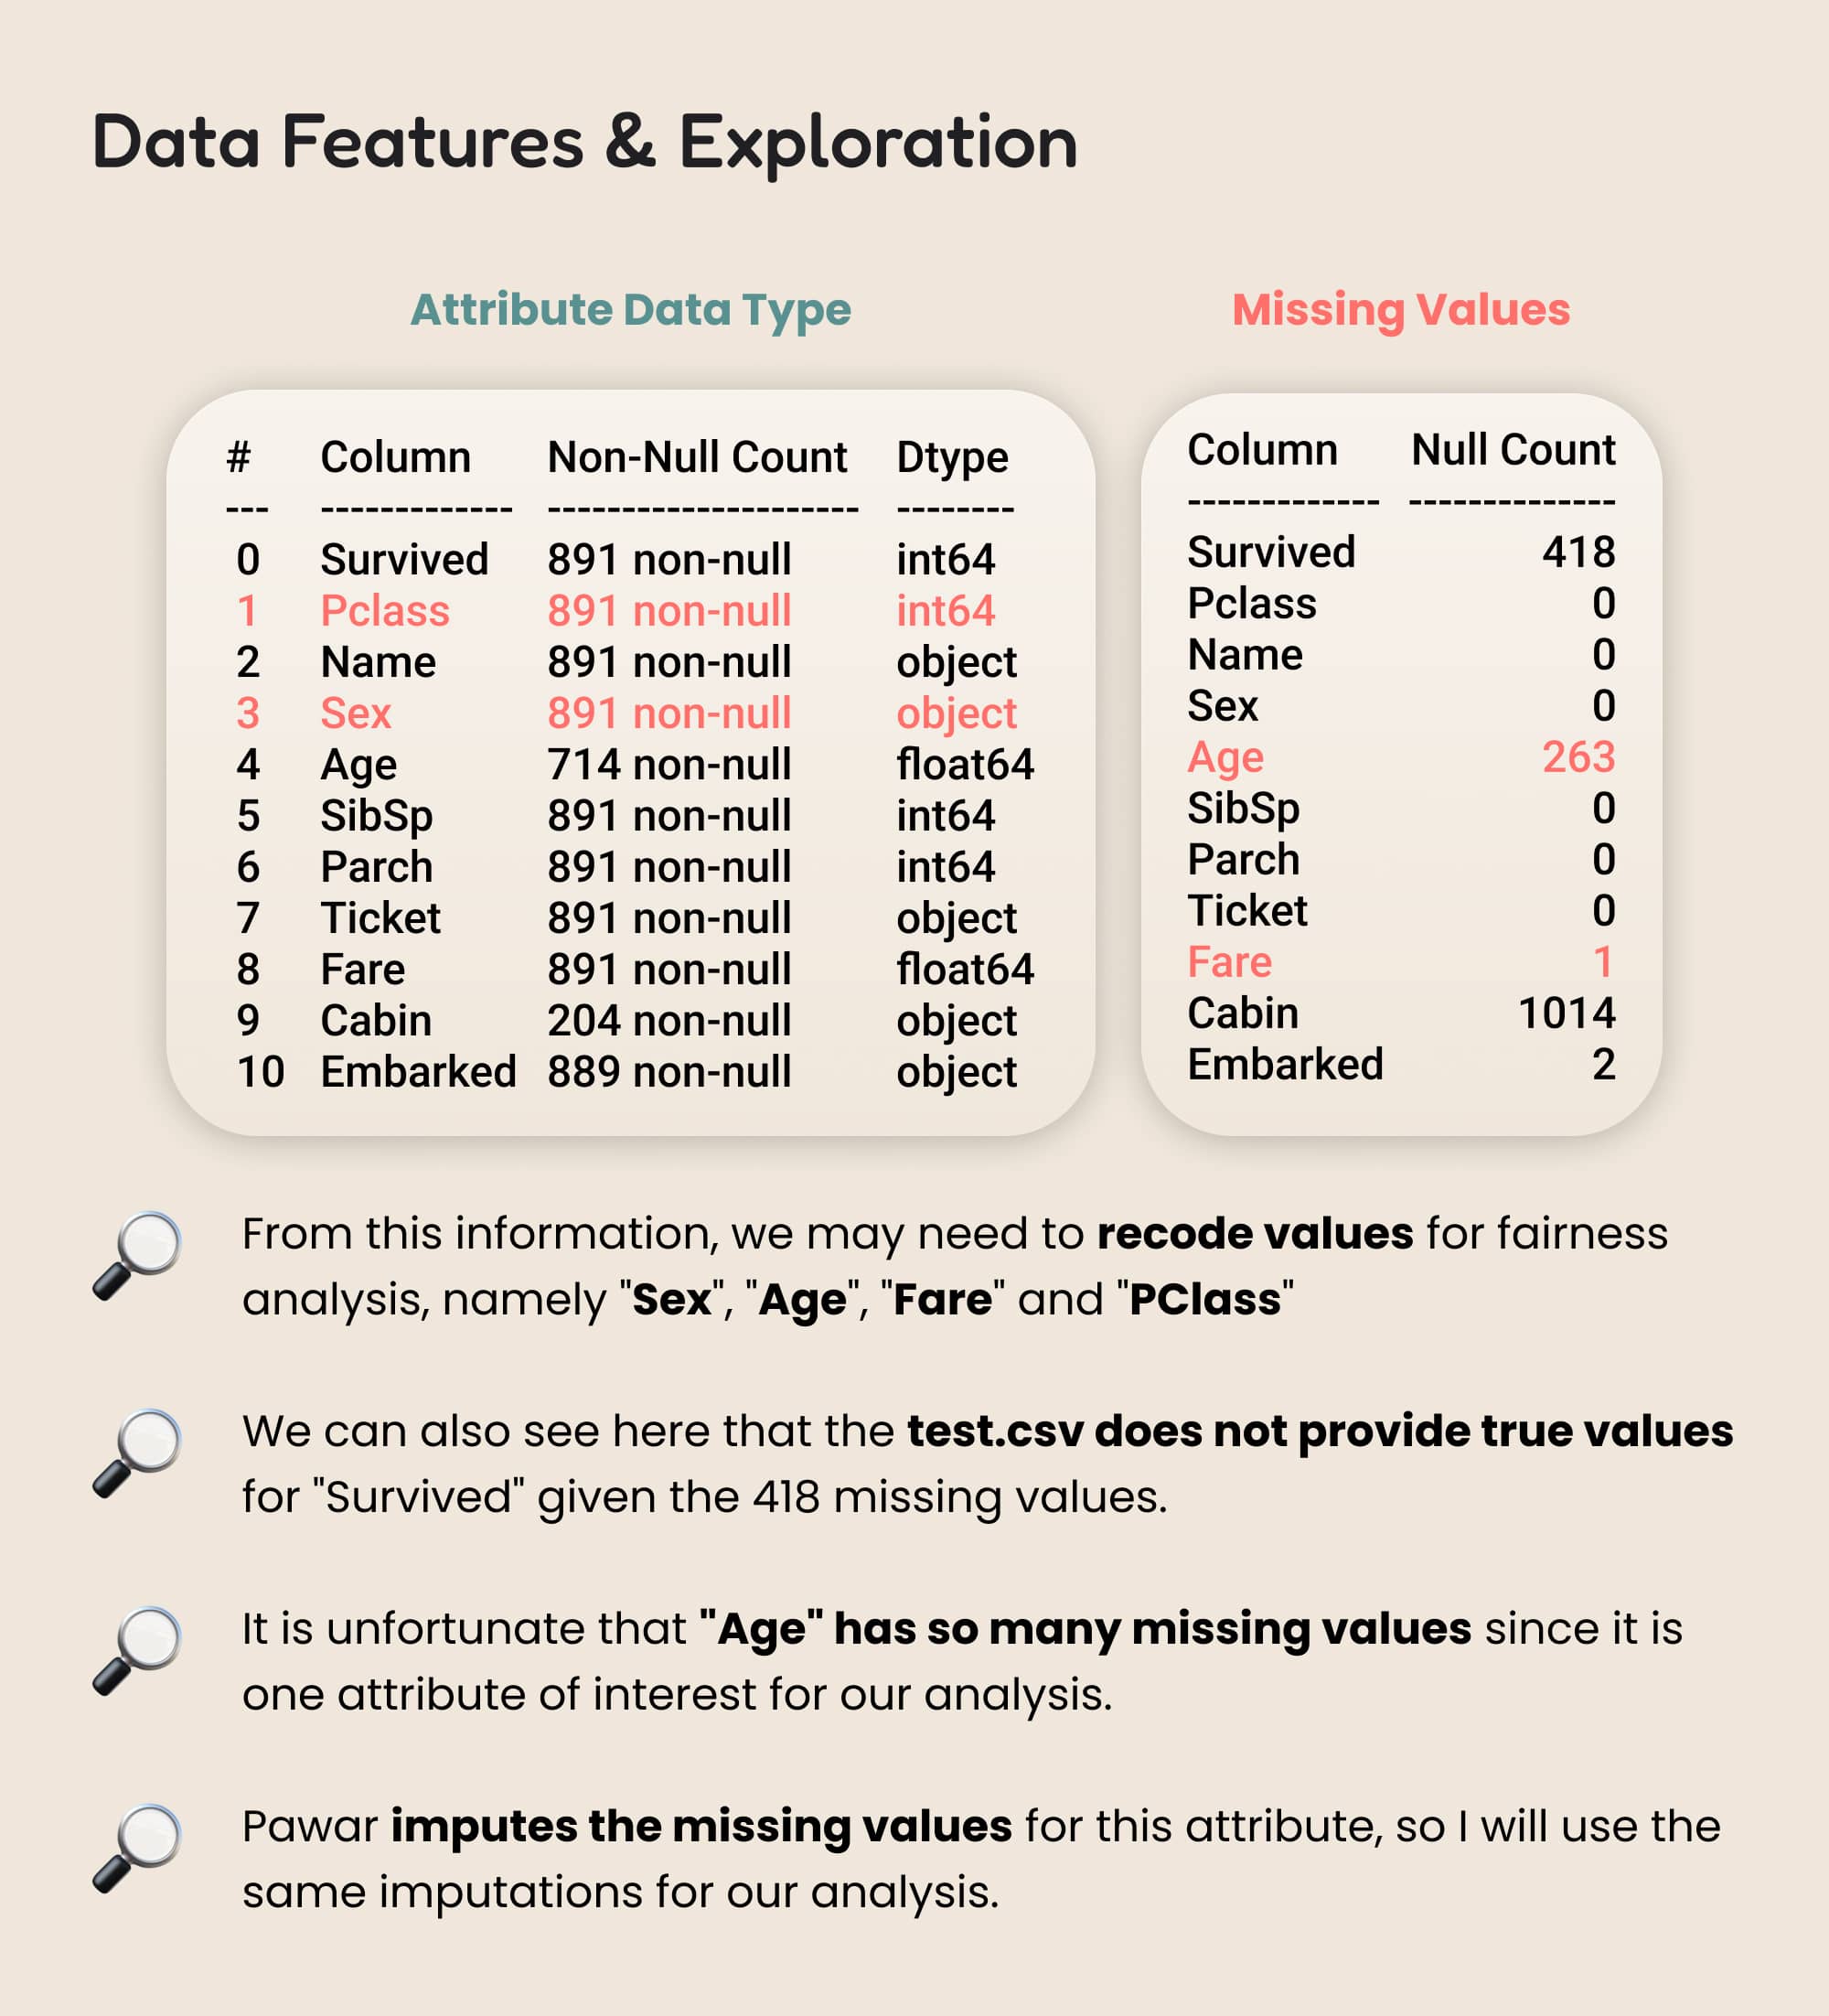 Data Features & Exploration
Attribute Data Type
# Column Non-Null Count Dtype
--- ------------- --------------------- --------
0 Survived 891 non-null int64
1 Pclass 891 non-null int64
2 Name 891 non-null object
3 Sex 891 non-null object
4 Age 714 non-null float64
5 SibSp 891 non-null int64
6 Parch 891 non-null int64
7 Ticket 891 non-null object
8 Fare 891 non-null float64
9 Cabin 204 non-null object
10 Embarked 889 non-null object
Missing Values
Column Null Count
------------- --------------
Survived 418
Pclass 0
Name 0
Sex 0
Age 263
SibSp 0
Parch 0
Ticket 0
Fare 1
Cabin 1014
Embarked 2
From this information, we may need to recode values for fairness
analysis, namely "Sex", "Age", "Fare" and "PClass"
We can also see here that the test.csv does not provide true values
for "Survived" given the 418 missing values.
It is unfortunate that "Age" has so many missing values since it is
one attribute of interest for our analysis.
Pawar imputes the missing values for this attribute, so I will use the
same imputations for our analysis.